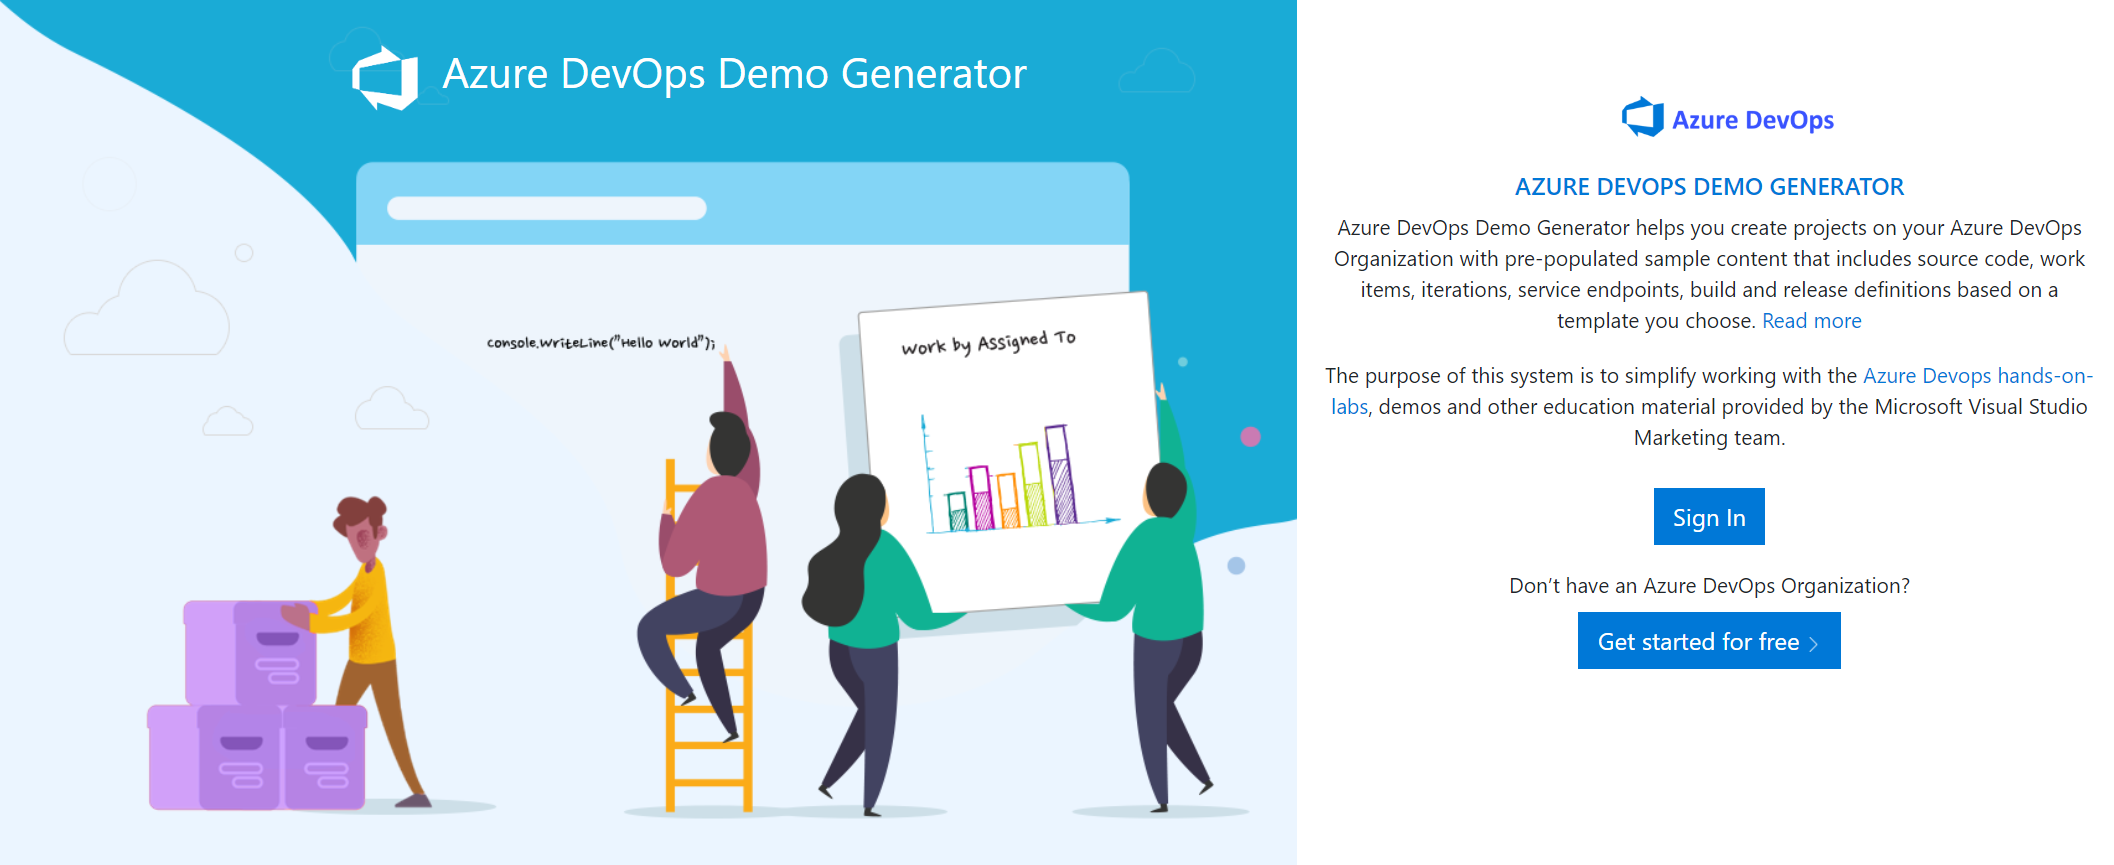 Azure DevOps Demo Generator
console.WriteLine("Hello World");
Work by Assigned To
Azure DevOps
AZURE DEVOPS DEMO GENERATOR
Azure DevOps Demo Generator helps you create projects on your Azure DevOps
Organization with pre-populated sample content that includes source code, work
items, iterations, service endpoints, build and release definitions based on a
template you choose. Read more
The purpose of this system is to simplify working with the Azure Devops hands-on-
labs, demos and other education material provided by the Microsoft Visual Studio
Marketing team.
Sign In
Don’t have an Azure DevOps Organization?
Get started for free >